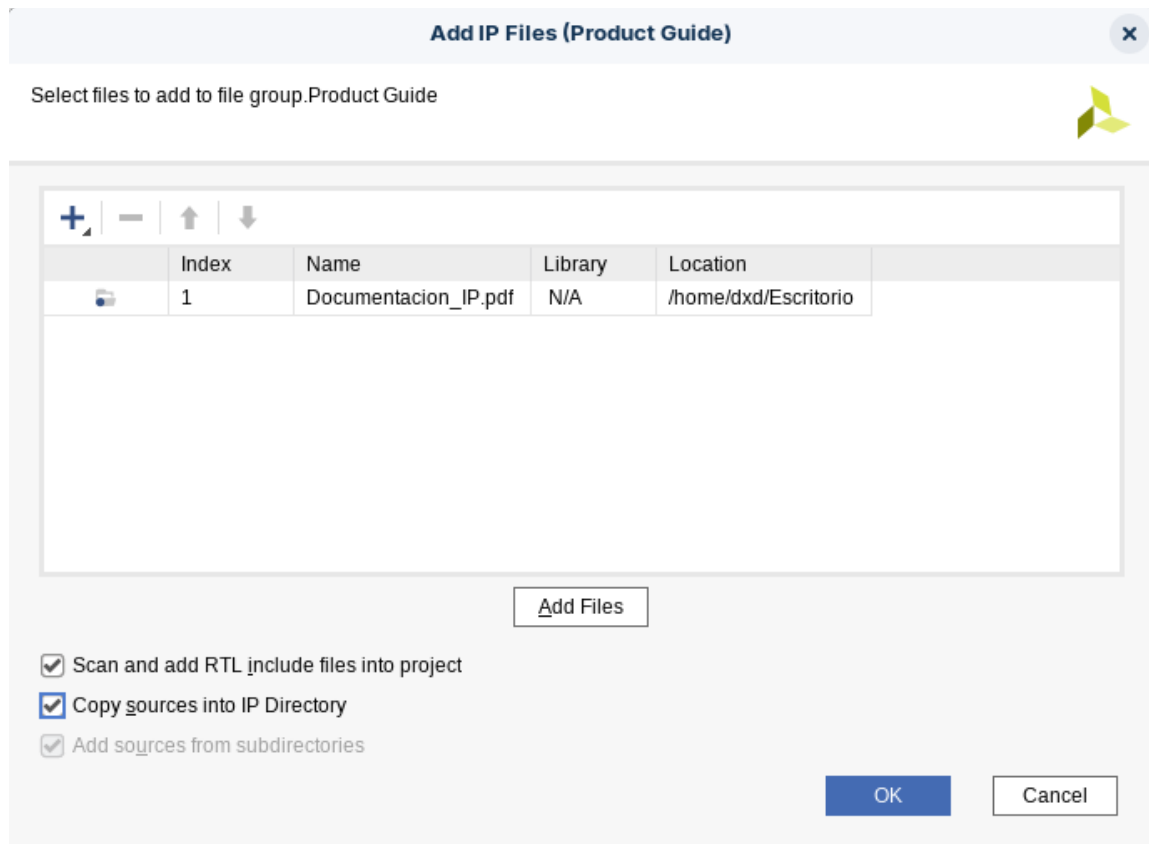 Add IP Files (Product Guide)
Select files to add to file group.Product Guide
Index Name Library Location
1 Documentacion_IP.pdf N/A /home/dxd/Escritorio
Add Files
Scan and add RTL include files into project
Copy sources into IP Directory
Add sources from subdirectories
OK Cancel